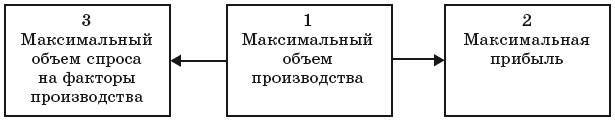 3
Максимальный
объем спроса
на факторы
производства
1
Максимальный
объем
производства
2
Максимальная
прибыль